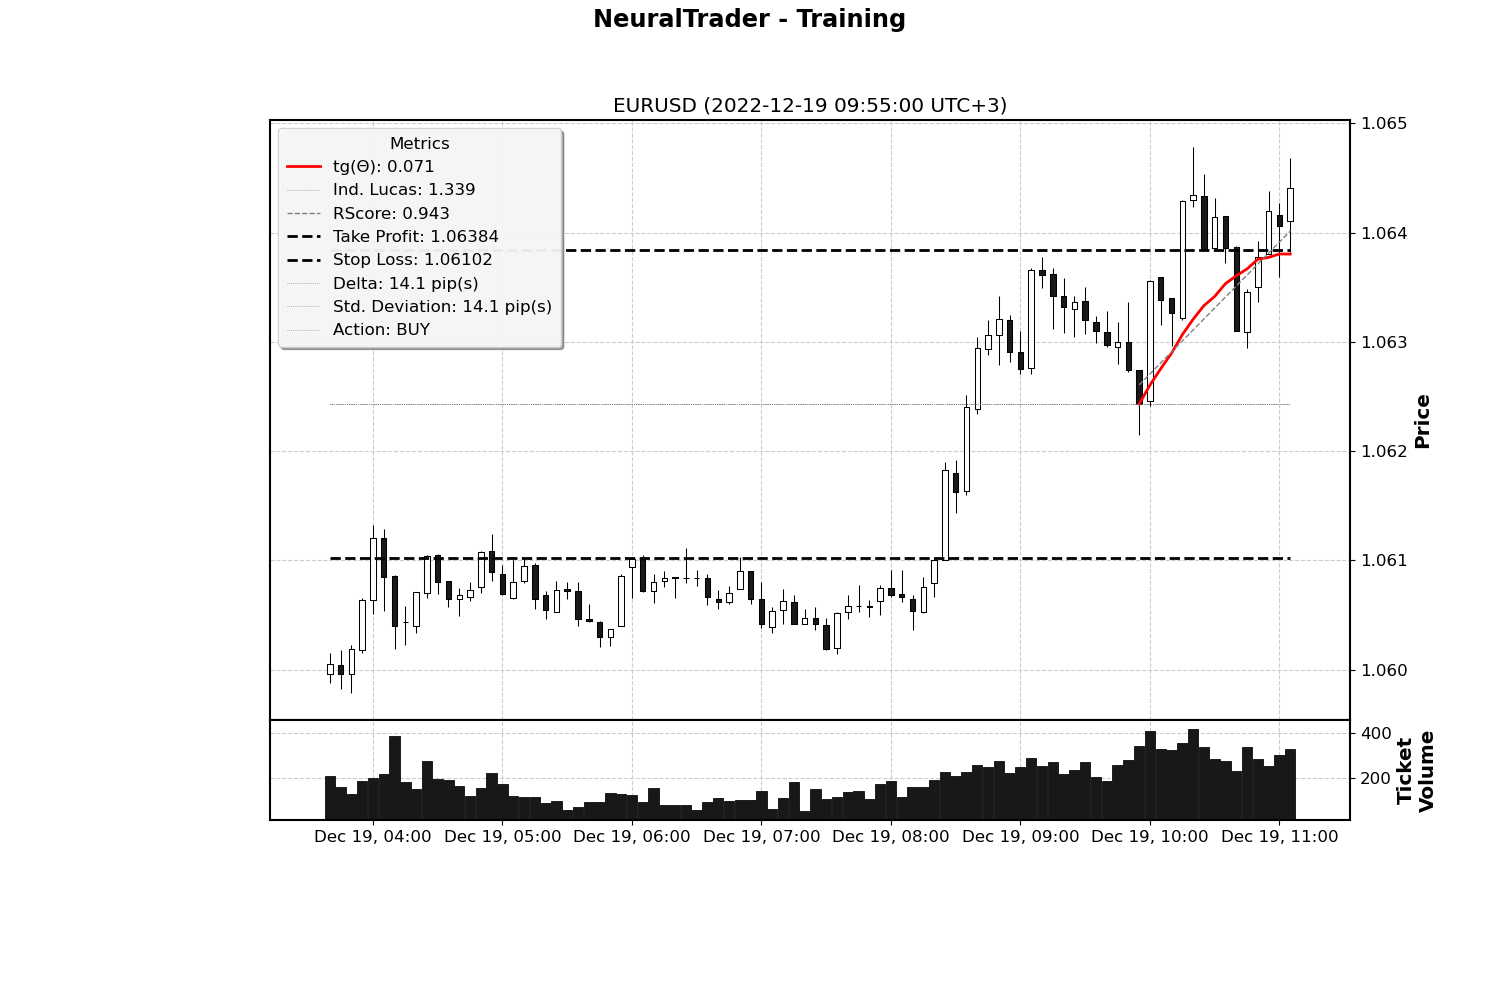 NeuralTrader - Training
EURUSD (2022-12-19 09:55:00 UTC+3)
Metrics
tg(Θ): 0.071
Ind. Lucas: 1.339
RScore: 0.943
Take Profit: 1.06384
Stop Loss: 1.06102
Delta: 14.1 pip(s)
Std. Deviation: 14.1 pip(s)
Action: BUY
1.065
1.064
1.063
1.062
1.061
1.060
Price
400
200
Ticket
Volume
Dec 19, 04:00
Dec 19, 05:00
Dec 19, 06:00
Dec 19, 07:00
Dec 19, 08:00
Dec 19, 09:00
Dec 19, 10:00
Dec 19, 11:00